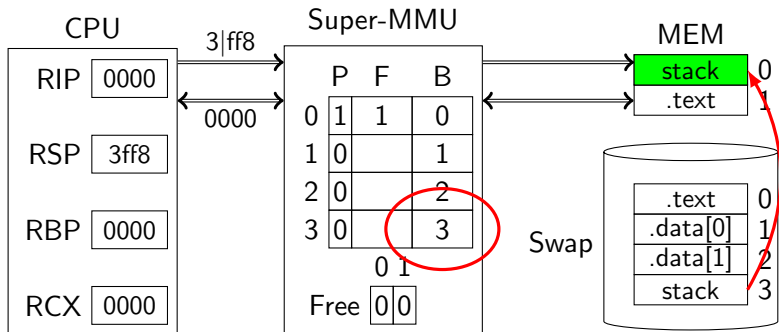 CPU
RIP 0000
RSP 3ff8
RBP 0000
RCX 0000
3|ff8
0000
Super-MMU
P F B
0 1 1 0
1 0 1
2 0 2
3 0 3
0 1
Free 0 0
MEM
stack 0
.text 1
Swap
.text 0
.data[0] 1
.data[1] 2
stack 3